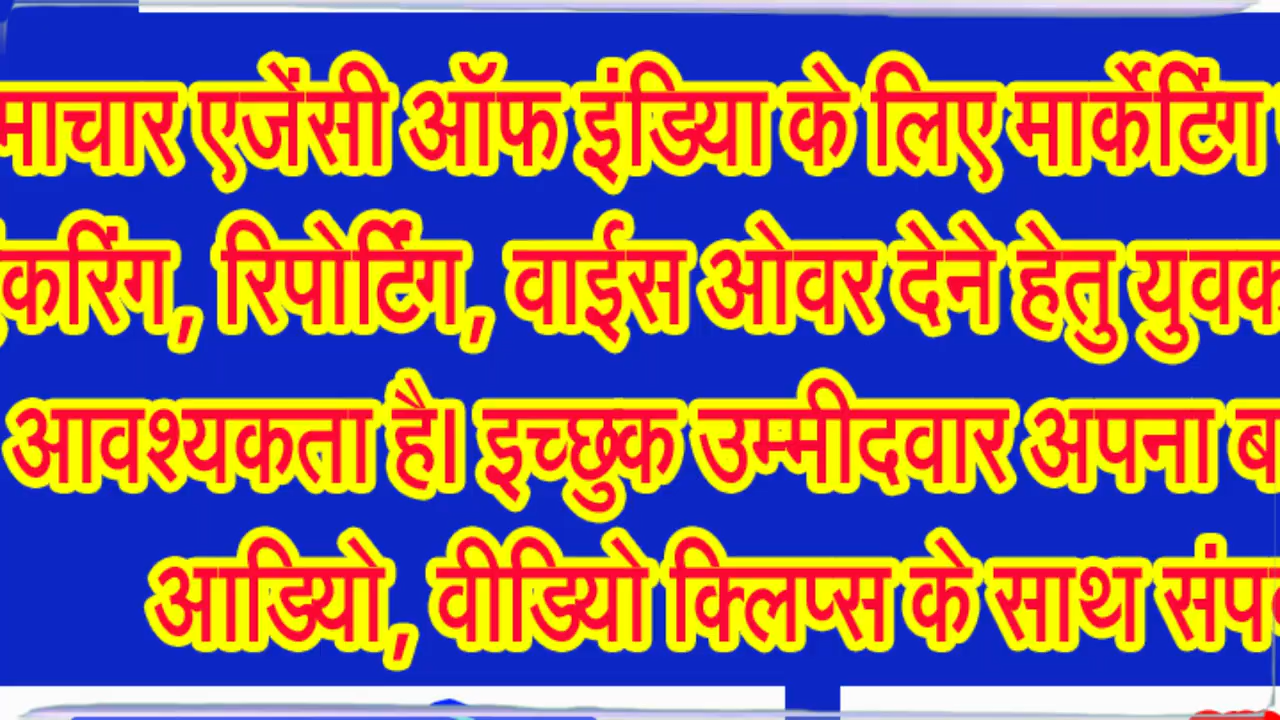 माचार एजेंसी ऑफ इंडिया के लिए मार्केटिंग
करिंग, रिपोर्टिंग, वाईस ओवर देने हेतु युवक
आवश्यकता है। इच्छुक उम्मीदवार अपना ब
आडियो, वीडियो क्लिप्स के साथ संप